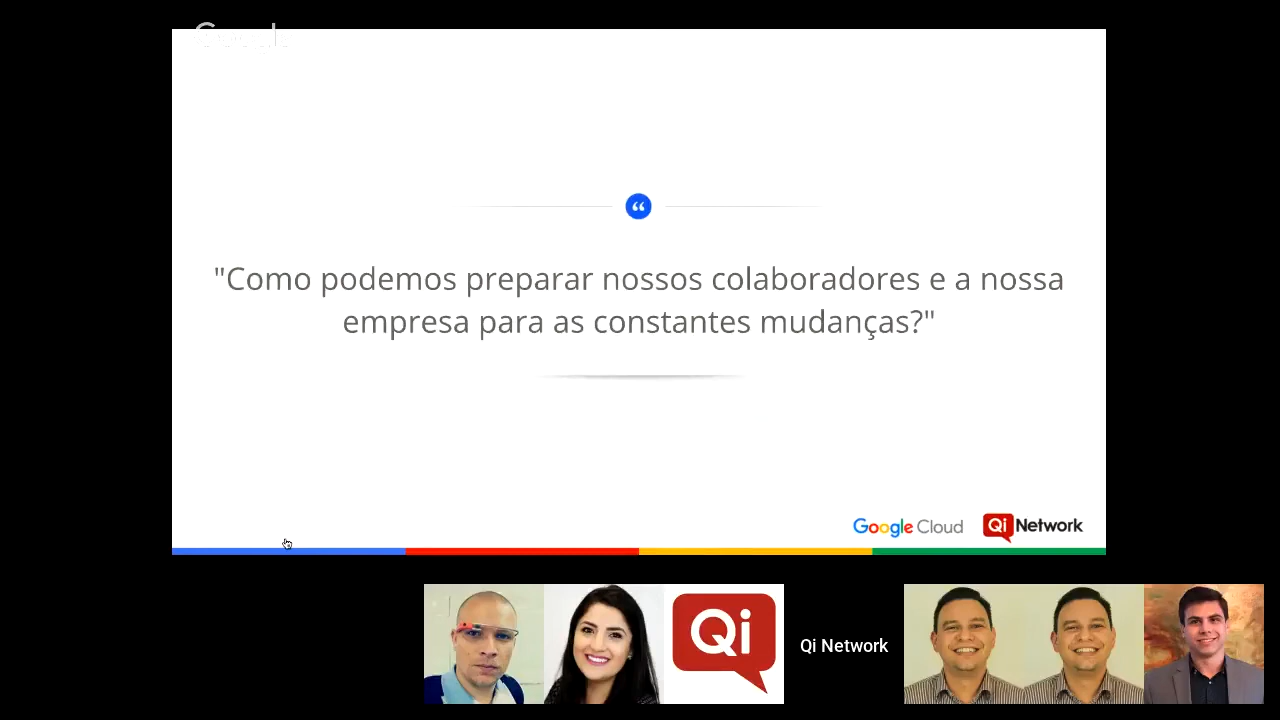 "Como podemos preparar nossos colaboradores e a nossa
empresa para as constantes mudanças?"
Google Cloud
Qi Network
Qi
Qi Network